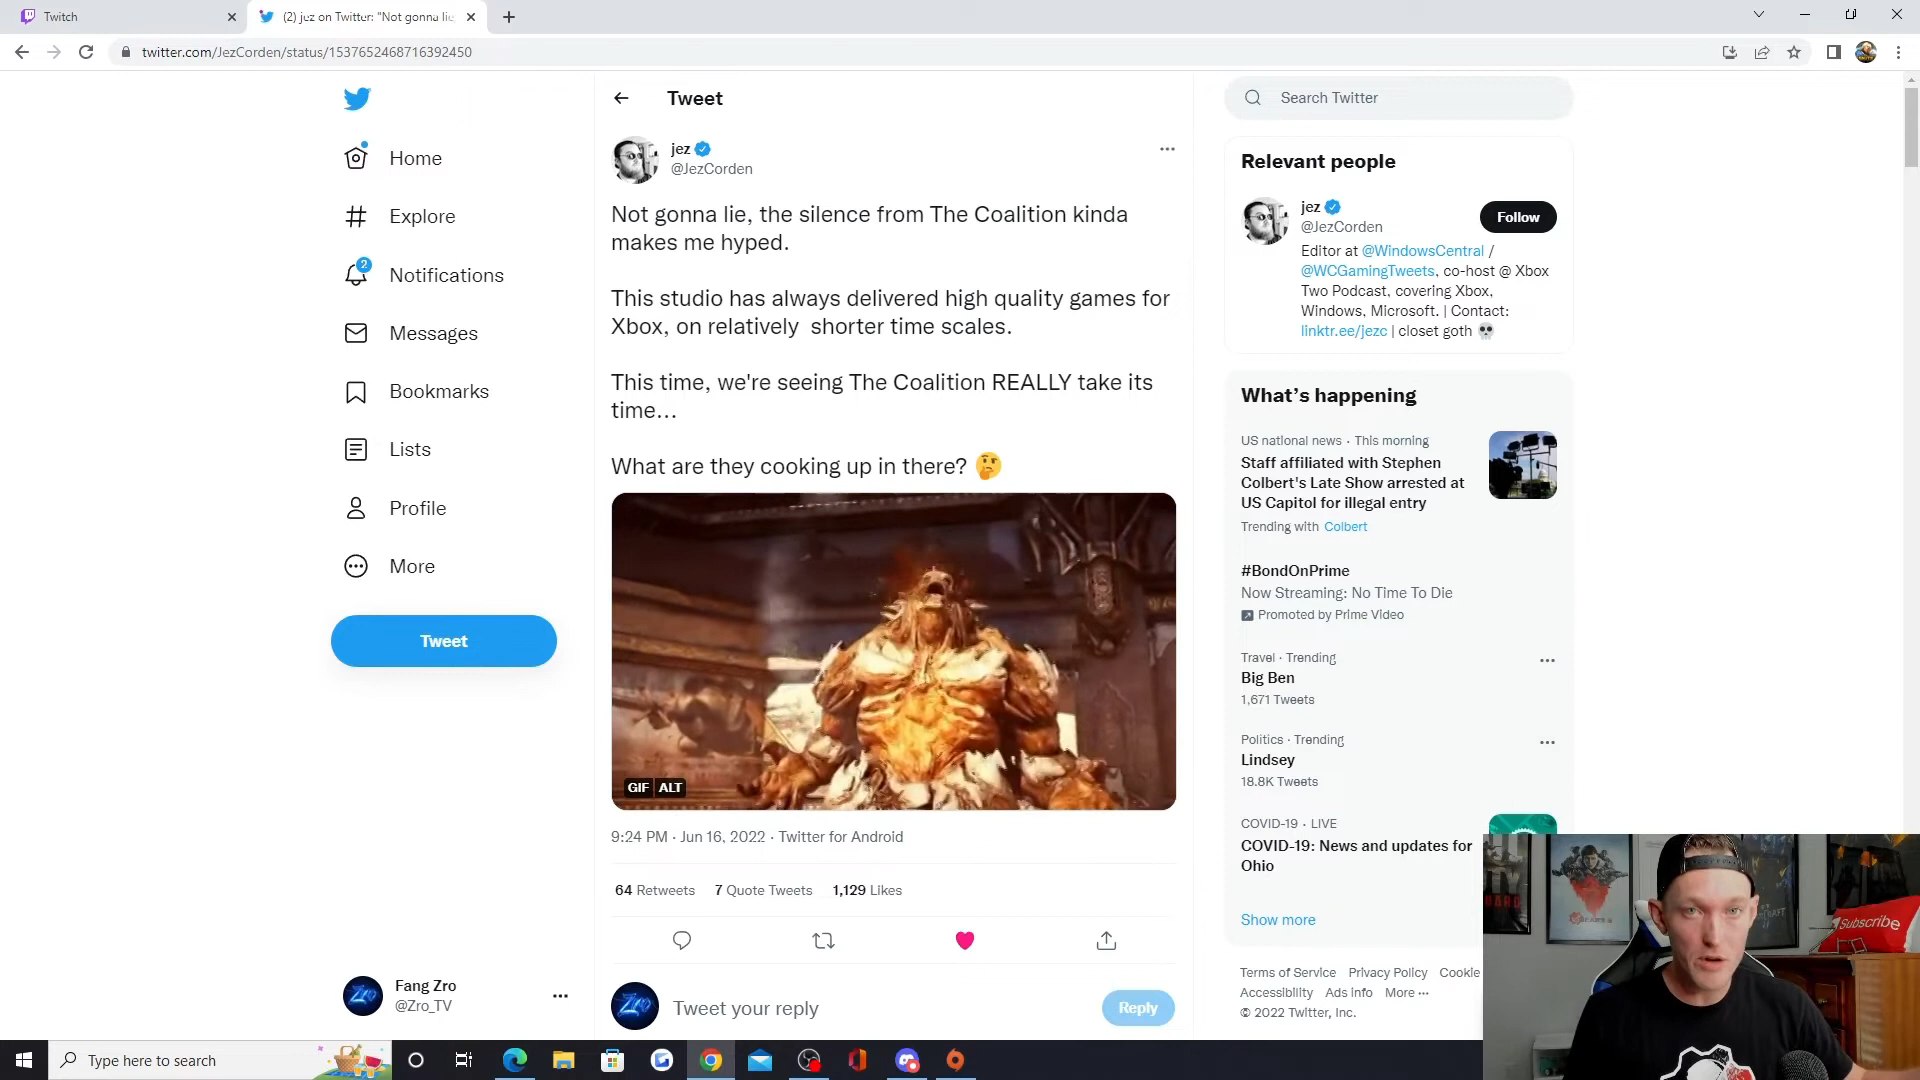 Twitch
(2) jez on Twitter: "Not gonna lie,
twitter.com/JezCorden/status/1537652468716392450
Home
Explore
2
Notifications
Messages
Bookmarks
Lists
Profile
More
Tweet
Fang Zro
@Zro_TV
Tweet
jez
@JezCorden
Not gonna lie, the silence from The Coalition kinda
makes me hyped.
This studio has always delivered high quality games for
Xbox, on relatively shorter time scales.
This time, we're seeing The Coalition REALLY take its
time...
What are they cooking up in there? 🤔
GIF ALT
9:24 PM · Jun 16, 2022 · Twitter for Android
64 Retweets 7 Quote Tweets 1,129 Likes
Tweet your reply
Reply
Search Twitter
Relevant people
jez
@JezCorden
Follow
Editor at @WindowsCentral /
@WCGamingTweets, co-host @ Xbox
Two Podcast, covering Xbox,
Windows, Microsoft. | Contact:
linktr.ee/jezc | closet goth 💀
What's happening
US national news · This morning
Staff affiliated with Stephen
Colbert's Late Show arrested at
US Capitol for illegal entry
Trending with Colbert
#BondOnPrime
Now Streaming: No Time To Die
Promoted by Prime Video
Travel · Trending
Big Ben
1,671 Tweets
Politics · Trending
Lindsey
18.8K Tweets
COVID-19 · LIVE
COVID-19: News and updates for
Ohio
Show more
Terms of Service Privacy Policy Cookie
Accessibility Ads info More ...
© 2022 Twitter, Inc.
Subscribe
Type here to search